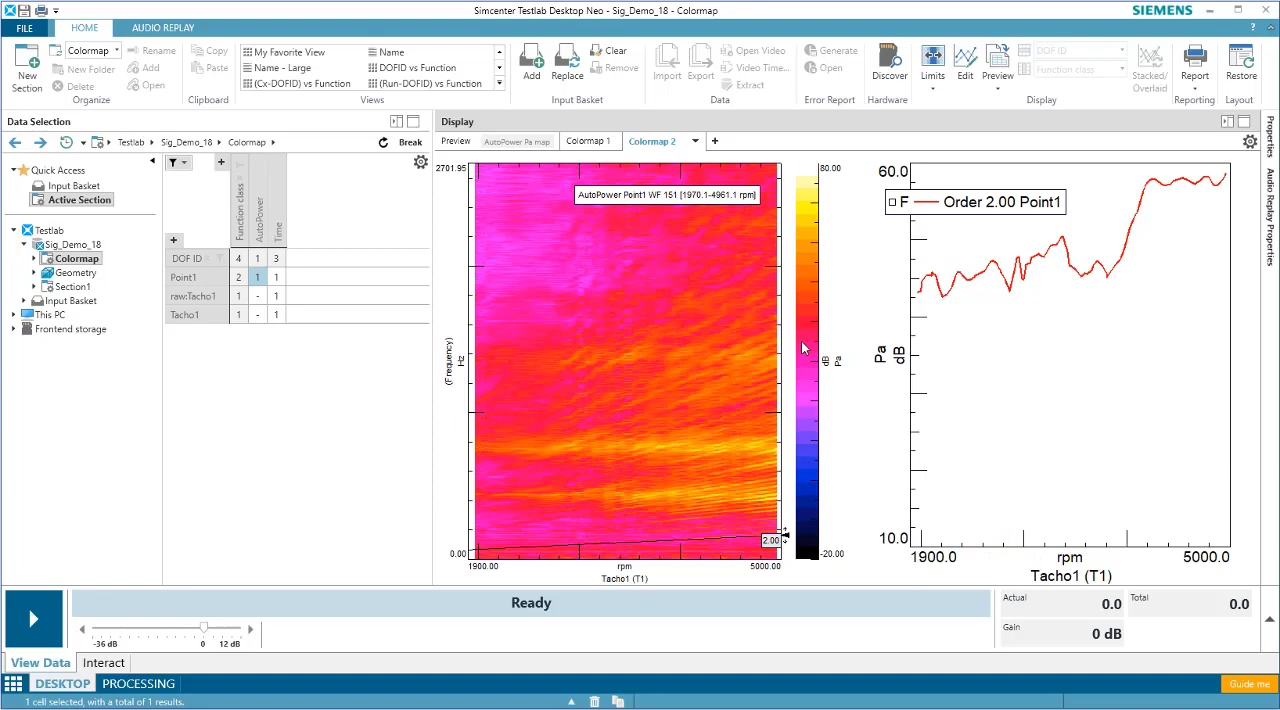 Simcenter Testlab Desktop Neo - Sig_Demo_18 - Colormap
SIEMENS
FILE HOME AUDIO REPLAY
New Section
Colormap
New Folder
Delete
Rename
Add
Open
Organize
Copy
Paste
Clipboard
My Favorite View
Name - Large
(Cx-DOFID) vs Function
Name
DOFID vs Function
(Run-DOFID) vs Function
Views
Add
Replace
Clear
Remove
Input Basket
Import
Export
Open Video
Video Time...
Extract
Data
Generate
Open
Error Report
Discover
Hardware
Limits
Edit
Preview
DOF ID
Function class
Stacked/
Overlaid
Display
Report
Reporting
Restore
Layout
Data Selection
Testlab Sig_Demo_18 Colormap
Break
Quick Access
Input Basket
Active Section
Testlab
Sig_Demo_18
Colormap
Geometry
Section1
Input Basket
This PC
Frontend storage
Function class
AutoPower
Time
DOF ID 4 1 3
Point1 2 1 1
raw:Tacho1 1 - 1
Tacho1 1 - 1
Display
Preview AutoPower Pa map Colormap 1 Colormap 2 +
2701.95
(Frequency)
Hz
0.00
AutoPower Point1 WF 151 [1970.1-4961.1 rpm]
2.00
1900.00 rpm 5000.00
Tacho1 (T1)
80.00
dB
Pa
-20.00
60.0
F Order 2.00 Point1
Pa
dB
10.0
1900.0 rpm 5000.0
Tacho1 (T1)
Properties
Audio Replay Properties
Ready
-36 dB 0 12 dB
Actual 0.0
Total 0.0
Gain 0 dB
View Data Interact
DESKTOP PROCESSING
Guide me
1 cell selected, with a total of 1 results.